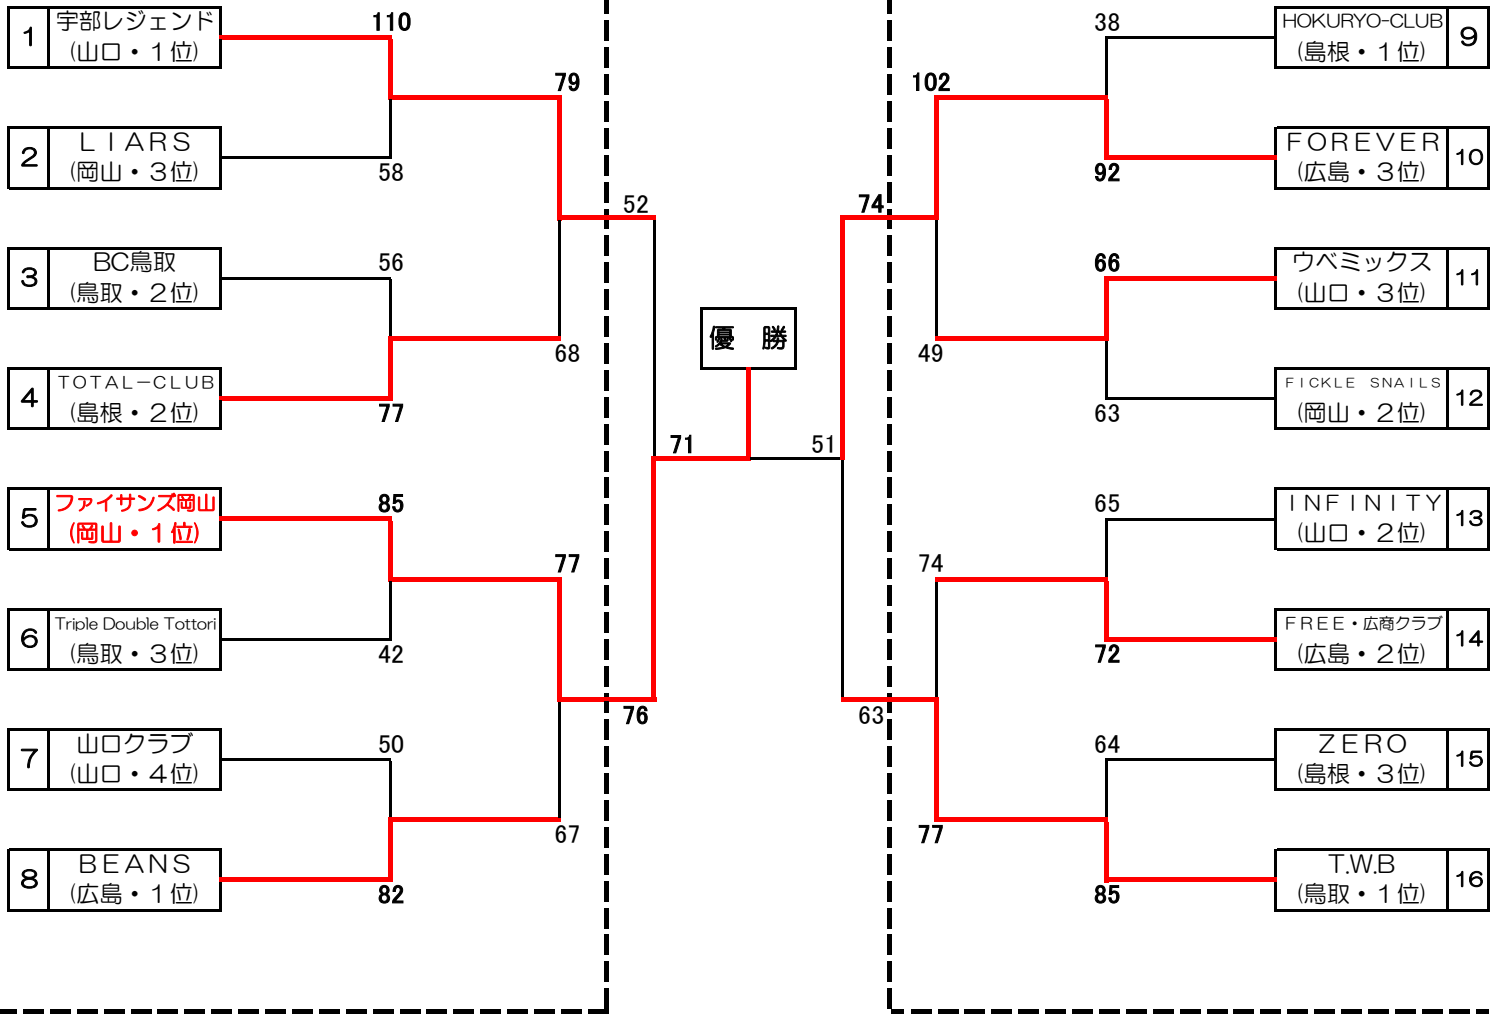 1
宇部レジェンド
(山口・１位)
110
58
2
ＬＩＡＲＳ
(岡山・３位)
79
68
3
BC鳥取
(鳥取・２位)
56
77
4
ＴＯＴＡＬ－ＣＬＵＢ
(島根・２位)
52
76
5
ファイサンズ岡山
(岡山・１位)
85
42
6
Triple Double Tottori
(鳥取・３位)
77
67
7
山口クラブ
(山口・４位)
50
82
8
ＢＥＡＮＳ
(広島・１位)
優　勝
71
51
38
HOKURYO-CLUB
(島根・１位)
9
92
ＦＯＲＥＶＥＲ
(広島・３位)
10
102
49
66
ウベミックス
(山口・３位)
11
63
ＦＩＣＫＬＥ　ＳＮＡＩＬＳ
(岡山・２位)
12
74
63
65
ＩＮＦＩＮＩＴＹ
(山口・２位)
13
72
ＦＲＥＥ・広商クラブ
(広島・２位)
14
74
77
64
ＺＥＲＯ
(島根・３位)
15
85
T.W.B
(鳥取・１位)
16